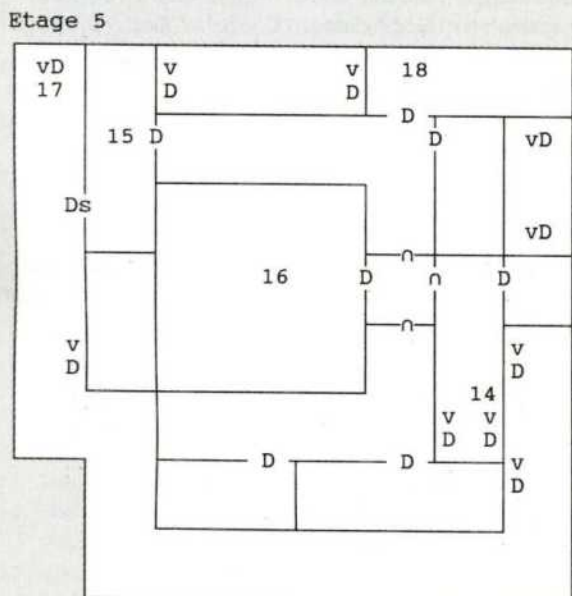 Etage 5
vD v v 18
17 D D
D
15 D D vD
Ds
vD
16 D ∩ ∩ D
∩
v v
D D
14
v v
D D
D D v
D